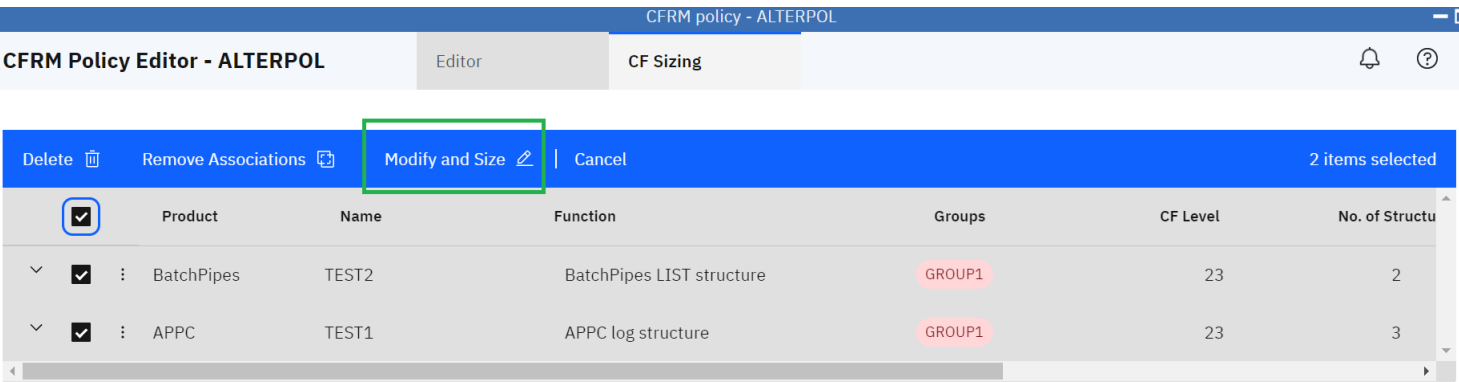 CFRM policy - ALTERPOL
CFRM Policy Editor - ALTERPOL Editor CF Sizing
Delete Remove Associations Modify and Size | Cancel 2 items selected
Product Name Function Groups CF Level No. of Structu
BatchPipes TEST2 BatchPipes LIST structure GROUP1 23 2
APPC TEST1 APPC log structure GROUP1 23 3